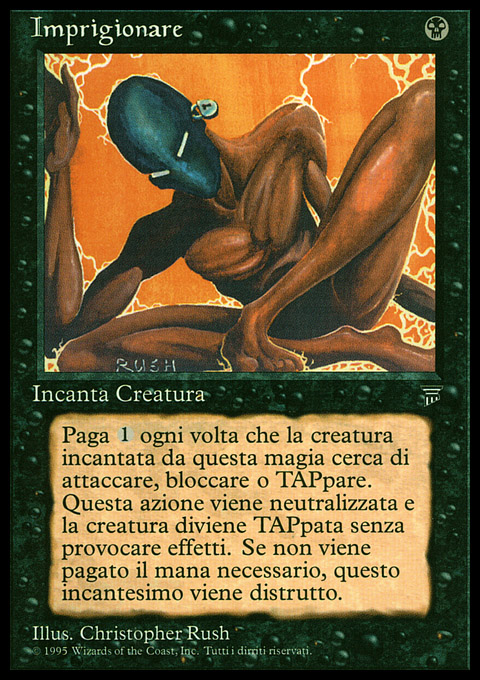 Imprigionare
RUSH
Incanta Creatura
Paga 1 ogni volta che la creatura
incantata da questa magia cerca di
attaccare, bloccare o TAPpare.
Questa azione viene neutralizzata e
la creatura diviene TAPpata senza
provocare effetti. Se non viene
pagato il mana necessario, questo
incantesimo viene distrutto.
Illus. Christopher Rush
© 1995 Wizards of the Coast, Inc. Tutti i dirriti riservati.